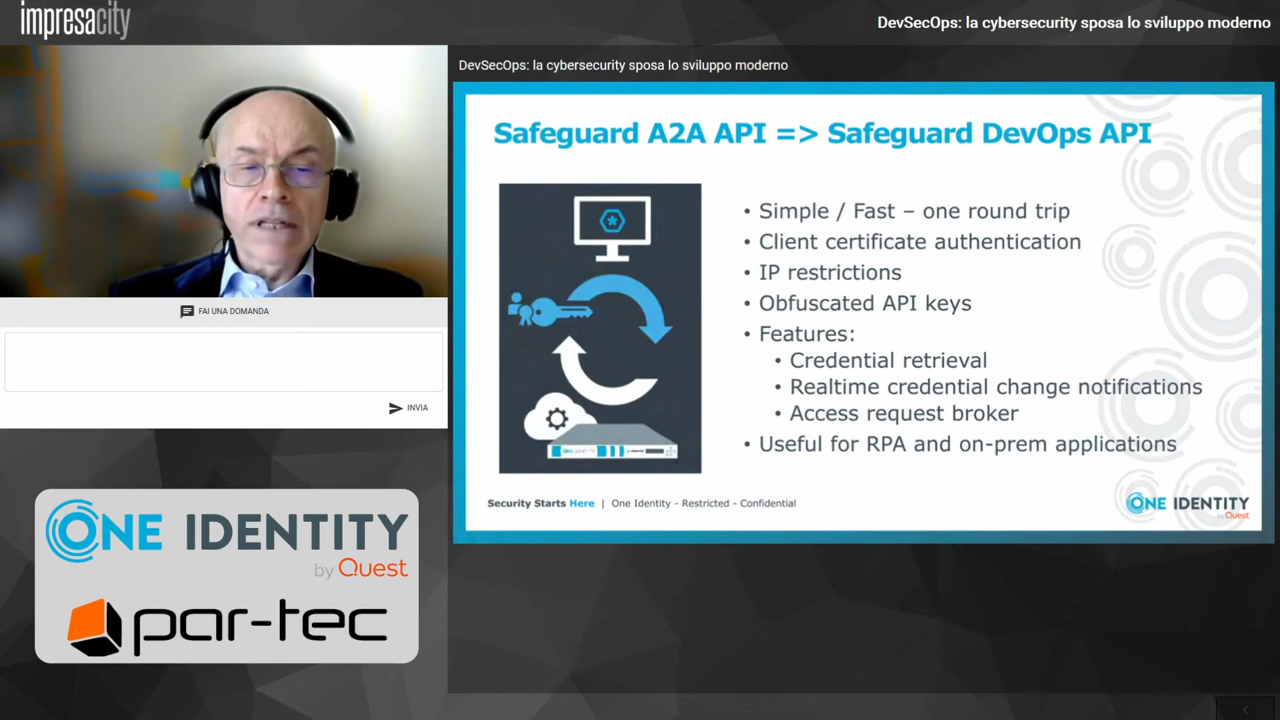 impresacity
DevSecOps: la cybersecurity sposa lo sviluppo moderno
DevSecOps: la cybersecurity sposa lo sviluppo moderno
FAI UNA DOMANDA
INVIA
ONE IDENTITY
by Quest
par-tec
Safeguard A2A API => Safeguard DevOps API
• Simple / Fast – one round trip
• Client certificate authentication
• IP restrictions
• Obfuscated API keys
• Features:
• Credential retrieval
• Realtime credential change notifications
• Access request broker
• Useful for RPA and on-prem applications
Security Starts Here | One Identity - Restricted - Confidential
ONE IDENTITY
by Quest